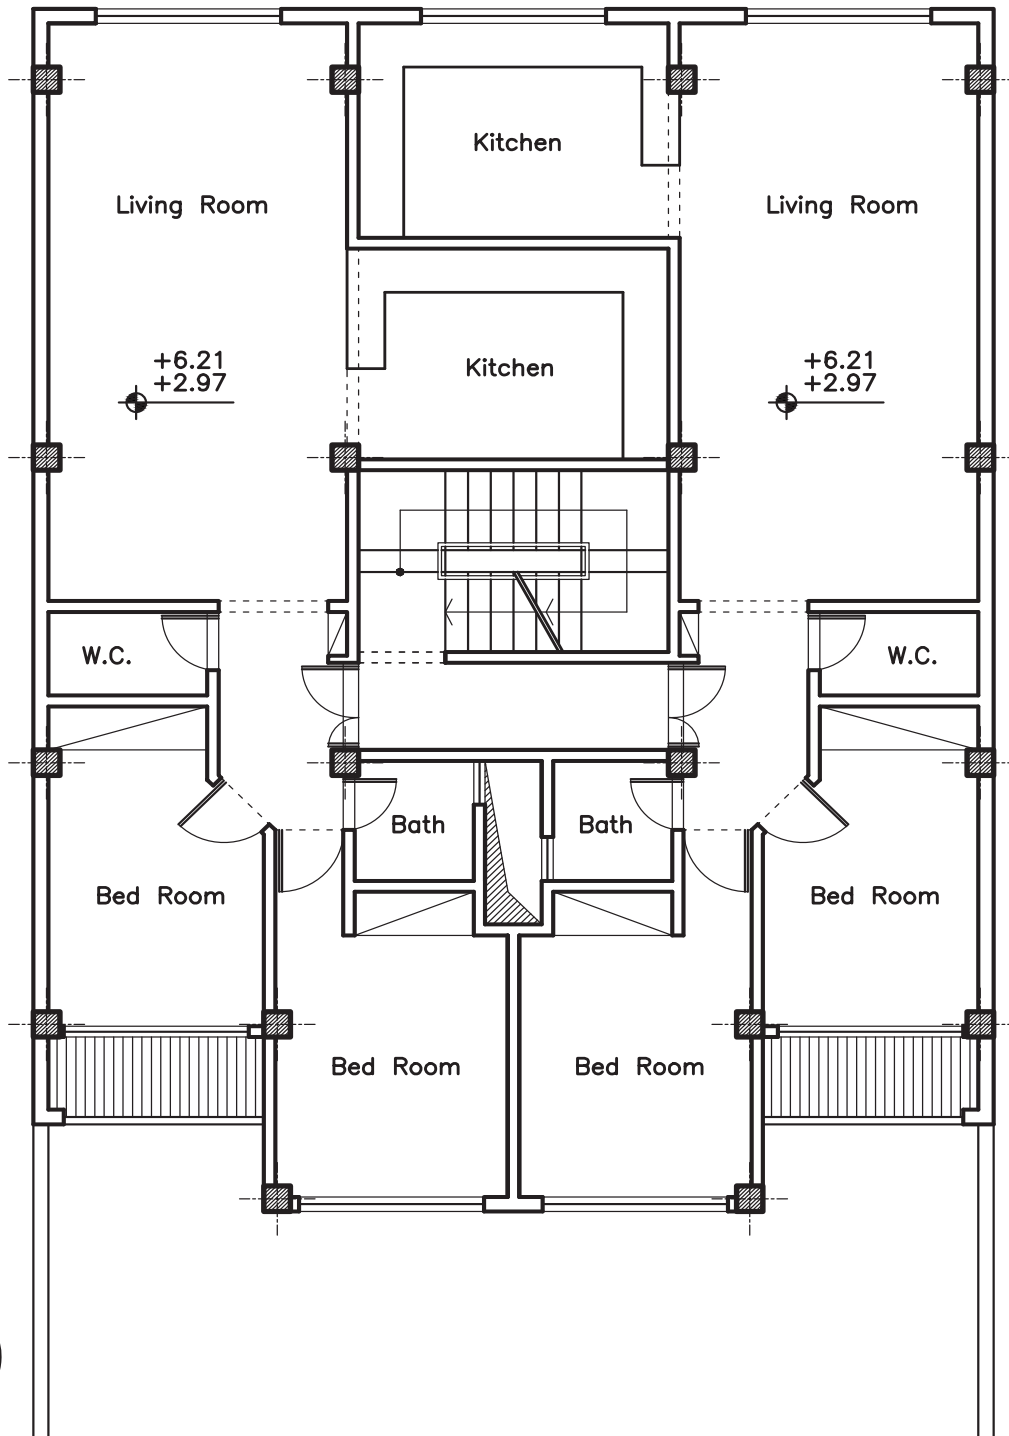 Kitchen
Living Room
Living Room
+6.21
+2.97
Kitchen
+6.21
+2.97
W.C.
W.C.
Bath
Bath
Bed Room
Bed Room
Bed Room
Bed Room